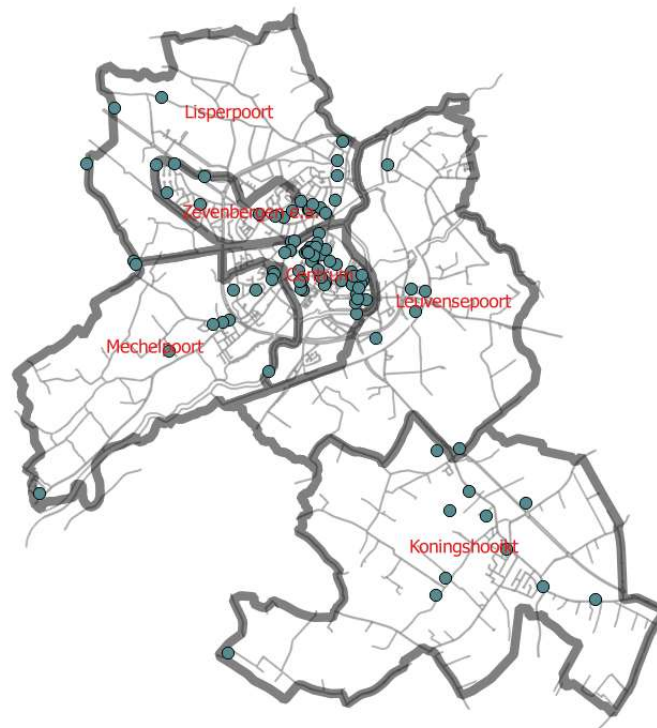 Lisperpoort
Zevenbergen e.a.
Centrum
Leuvensepoort
Mechelpoort
Koningshooikt